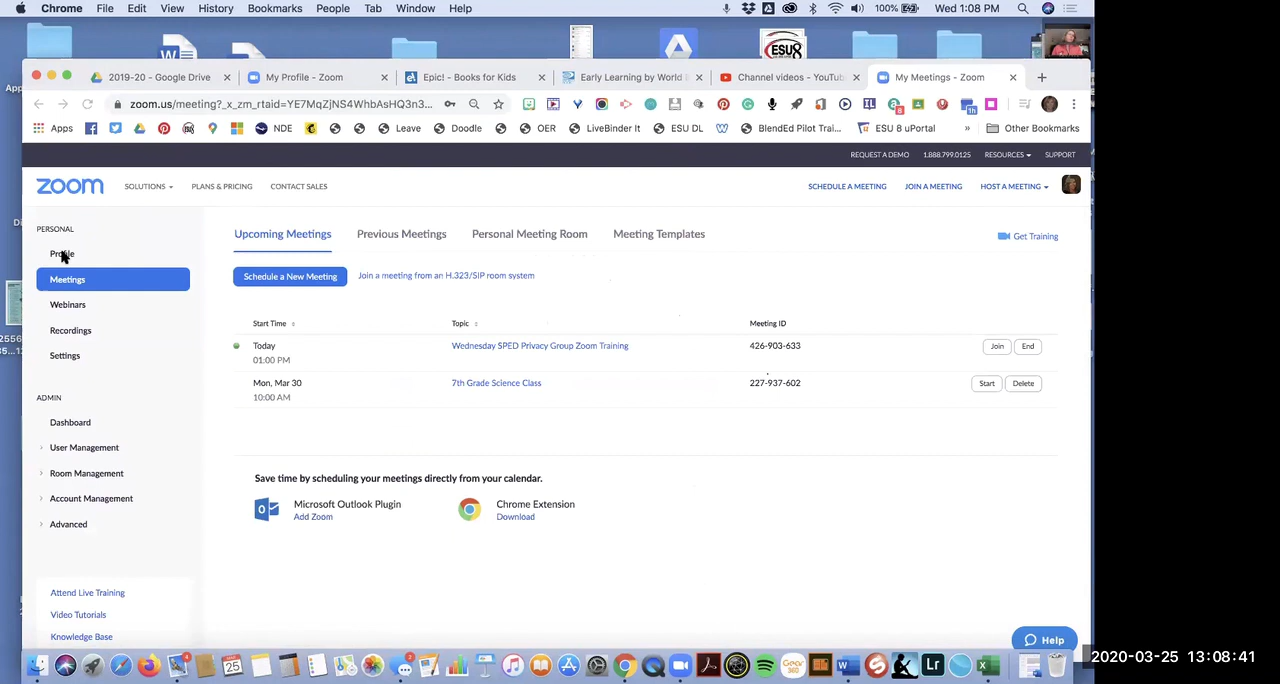 Chrome File Edit View History Bookmarks People Tab Window Help 100% Wed 1:08 PM
ESU8
2019-20 - Google Drive My Profile - Zoom Epic! - Books for Kids Early Learning by World Channel videos - YouTub My Meetings - Zoom
zoom.us/meeting?_x_zm_rtaid=YE7MqZjNS4WhbAsHQ3n3...
Apps NDE Leave Doodle OER LiveBinder It ESU DL BlendEd Pilot Trai... ESU 8 uPortal » Other Bookmarks
REQUEST A DEMO 1.888.799.0125 RESOURCES SUPPORT
zoom SOLUTIONS PLANS & PRICING CONTACT SALES SCHEDULE A MEETING JOIN A MEETING HOST A MEETING
PERSONAL
Profile
Meetings
Webinars
Recordings
Settings
ADMIN
Dashboard
User Management
Room Management
Account Management
Advanced
Attend Live Training
Video Tutorials
Knowledge Base
Upcoming Meetings Previous Meetings Personal Meeting Room Meeting Templates
Get Training
Schedule a New Meeting Join a meeting from an H.323/SIP room system
Start Time Topic Meeting ID
Today Wednesday SPED Privacy Group Zoom Training 426-903-633 Join End
01:00 PM
Mon, Mar 30 7th Grade Science Class 227-937-602 Start Delete
10:00 AM
Save time by scheduling your meetings directly from your calendar.
Microsoft Outlook Plugin Chrome Extension
Add Zoom Download
Help
2020-03-25 13:08:41